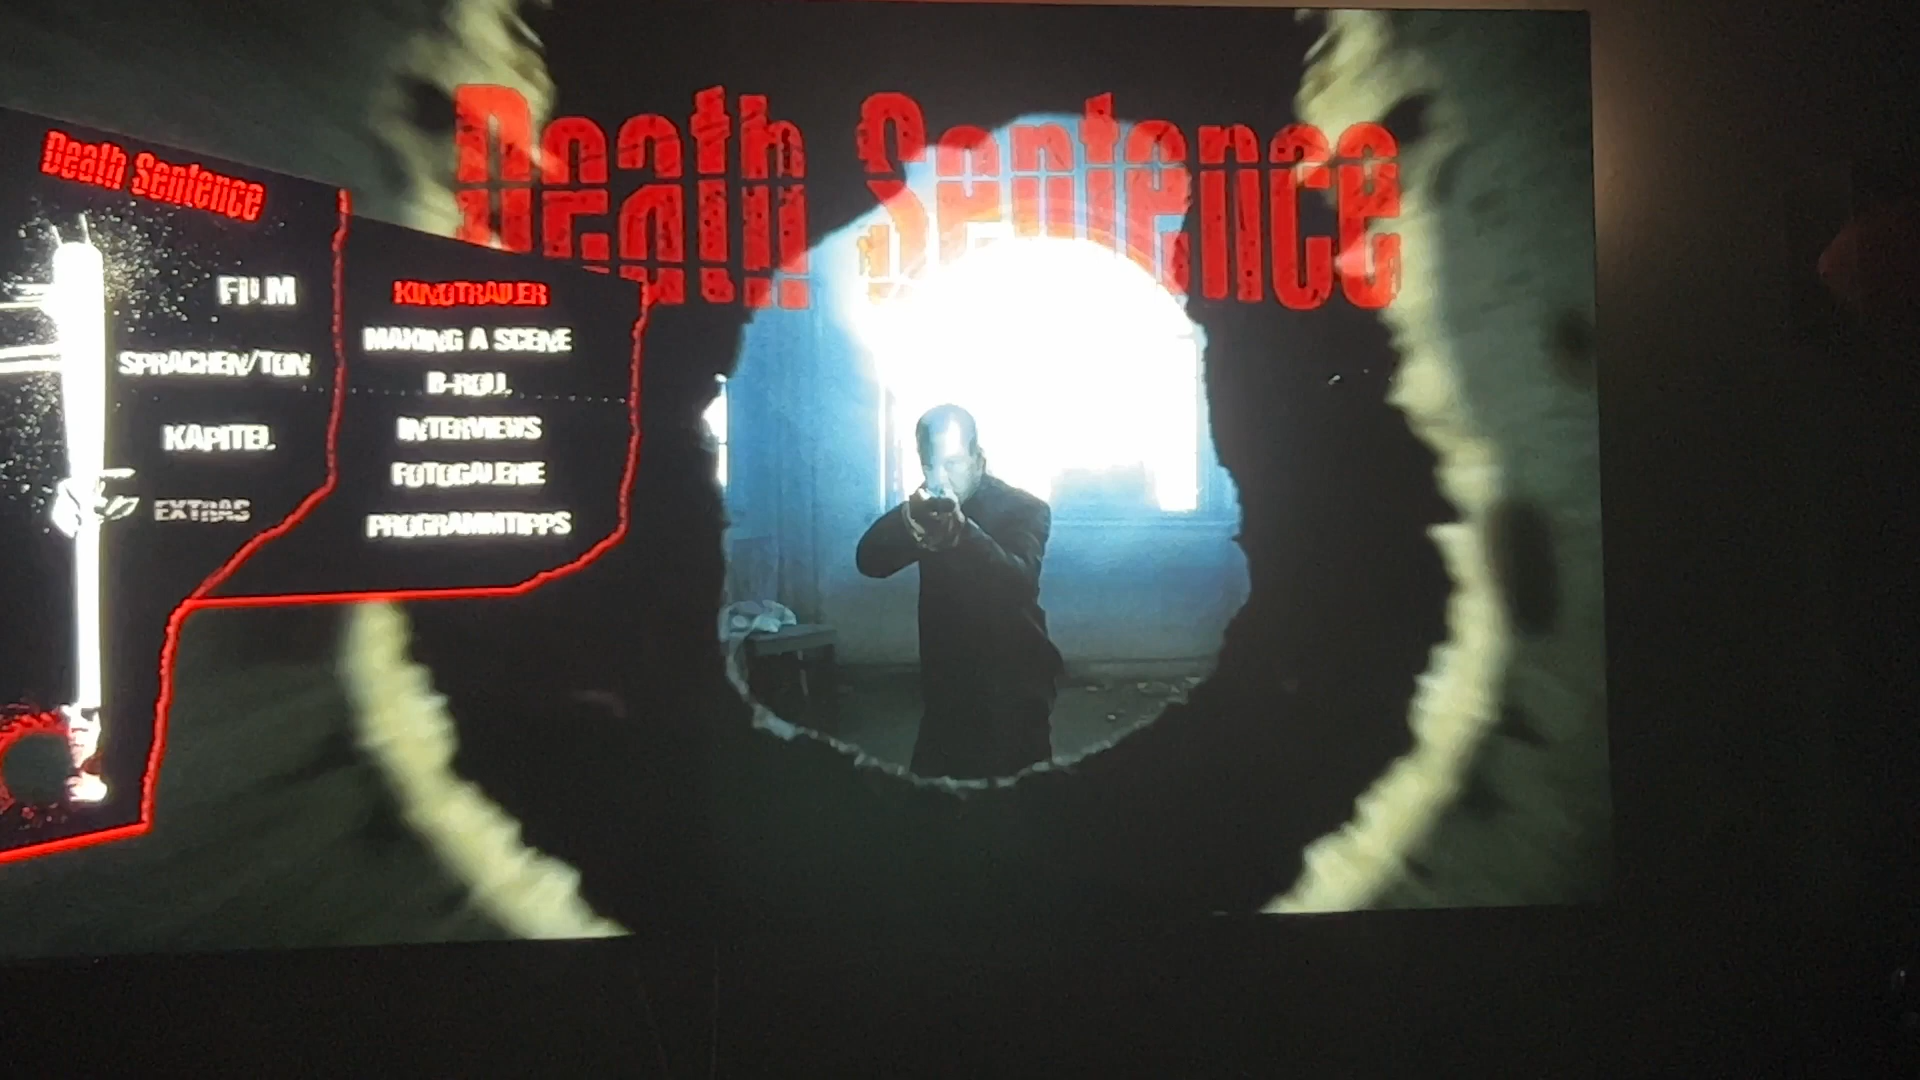 Death Sentence
Death Sentence
FILM
SPRACHEN/TON
KAPITEL
EXTRAS
KINOTRAILER
MAKING A SCENE
B-ROLL
INTERVIEWS
FOTOGALERIE
PROGRAMMTIPPS